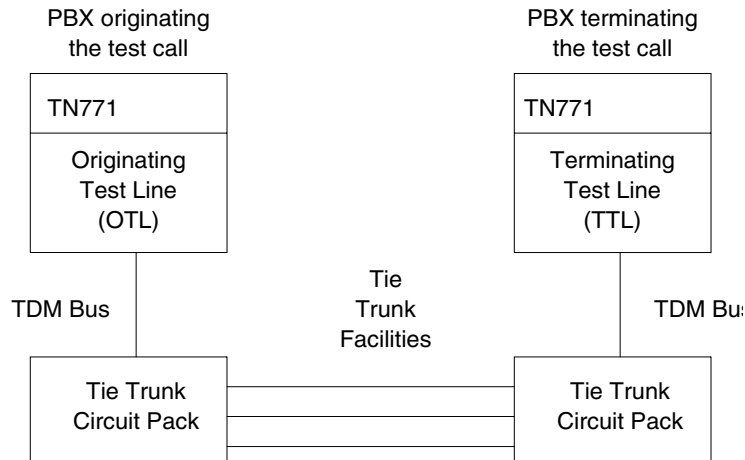 PBX originating
the test call
PBX terminating
the test call
TN771
TN771
Originating
Test Line
(OTL)
Terminating
Test Line
(TTL)
TDM Bus
Tie
Trunk
Facilities
TDM Bus
Tie Trunk
Circuit Pack
Tie Trunk
Circuit Pack